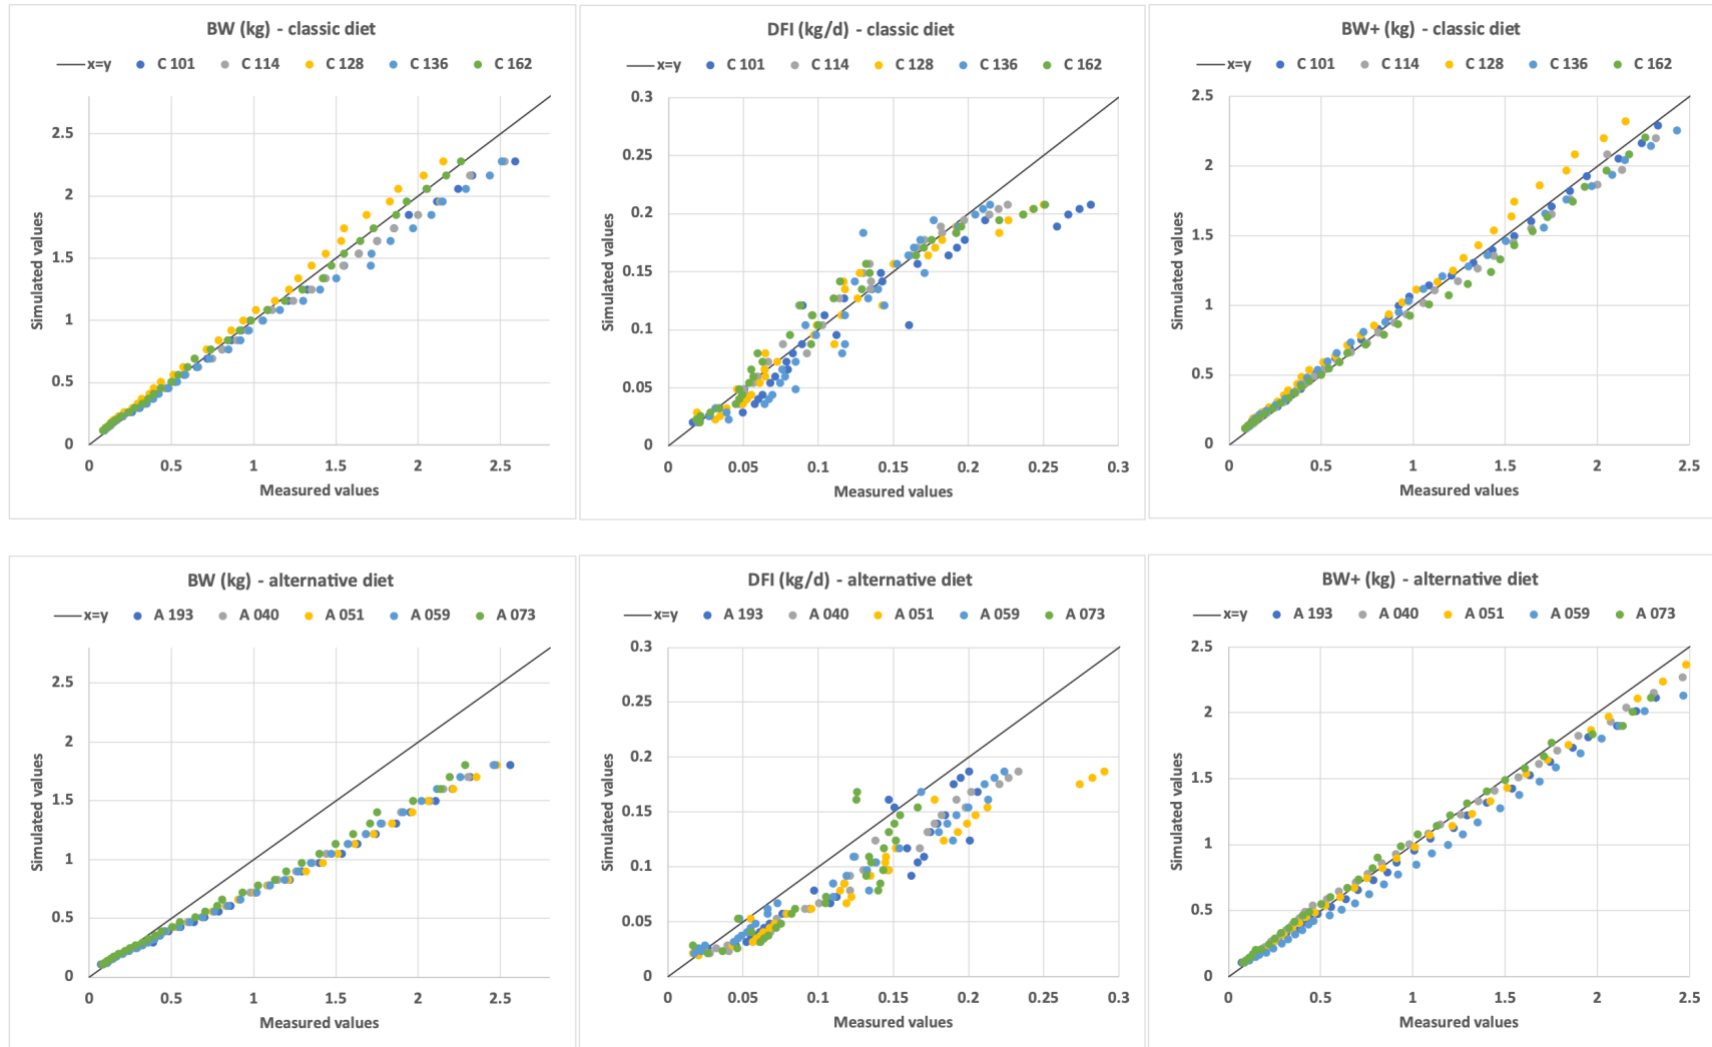 BW (kg) - classic diet
x=y C 101 C 114 C 128 C 136 C 162
2.5
2
1.5
1
0.5
0
0 0.5 1 1.5 2 2.5
Simulated values
Measured values
DFI (kg/d) - classic diet
x=y C 101 C 114 C 128 C 136 C 162
0.3
0.25
0.2
0.15
0.1
0.05
0
0 0.05 0.1 0.15 0.2 0.25 0.3
Simulated values
Measured values
BW+ (kg) - classic diet
x=y C 101 C 114 C 128 C 136 C 162
2.5
2
1.5
1
0.5
0
0 0.5 1 1.5 2 2.5
Simulated values
Measured values
BW (kg) - alternative diet
x=y A 193 A 040 A 051 A 059 A 073
2.5
2
1.5
1
0.5
0
0 0.5 1 1.5 2 2.5
Simulated values
Measured values
DFI (kg/d) - alternative diet
x=y A 193 A 040 A 051 A 059 A 073
0.3
0.25
0.2
0.15
0.1
0.05
0
0 0.05 0.1 0.15 0.2 0.25 0.3
Simulated values
Measured values
BW+ (kg) - alternative diet
x=y A 193 A 040 A 051 A 059 A 073
2.5
2
1.5
1
0.5
0
0 0.5 1 1.5 2 2.5
Simulated values
Measured values